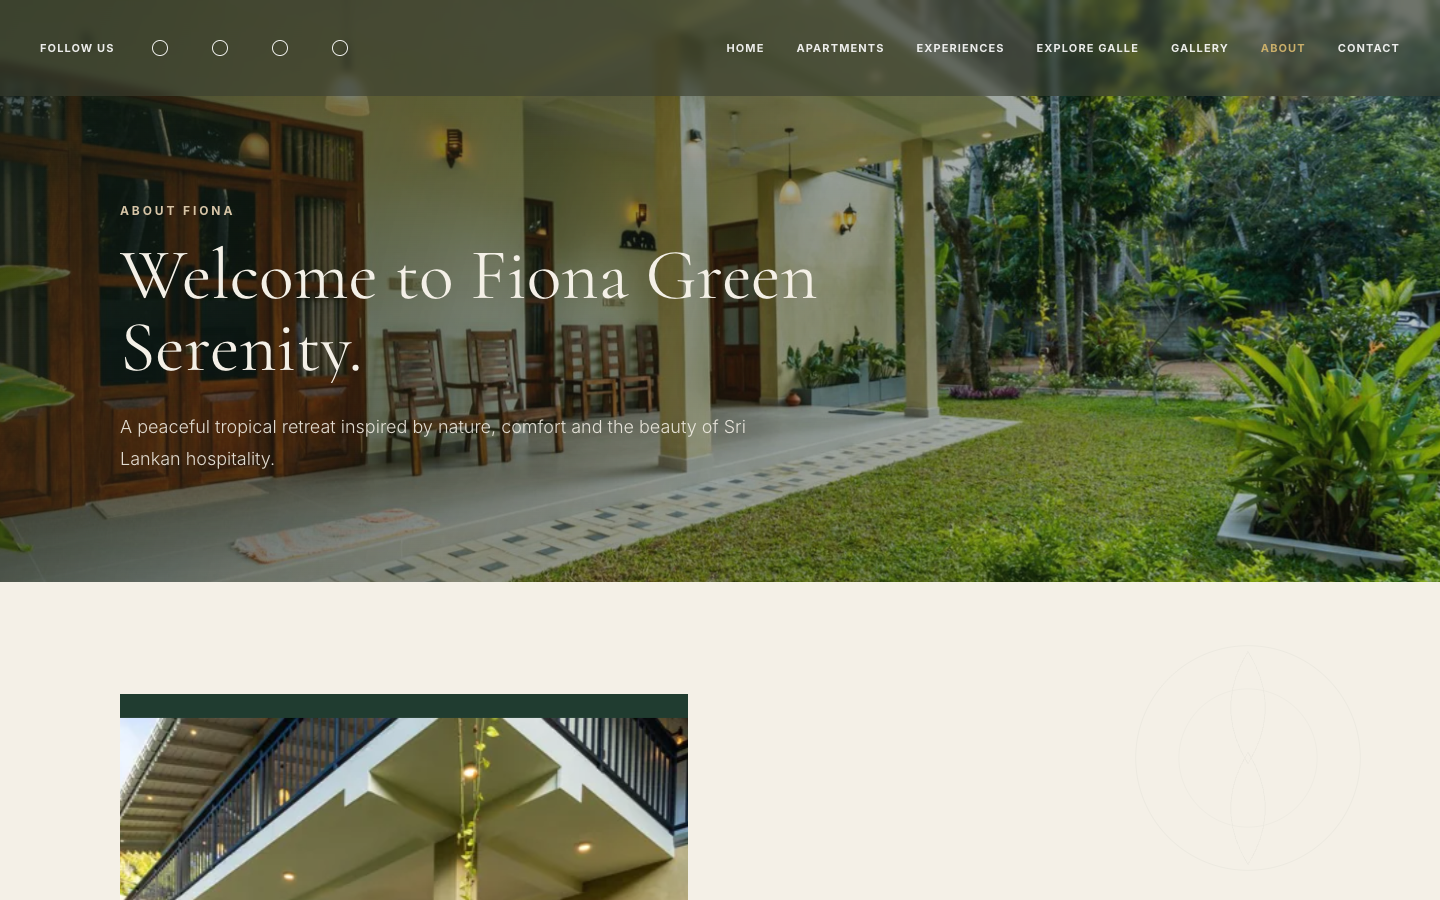 FOLLOW US
HOME
APARTMENTS
EXPERIENCES
EXPLORE GALLE
GALLERY
ABOUT
CONTACT
ABOUT FIONA
Welcome to Fiona Green
Serenity.
A peaceful tropical retreat inspired by nature, comfort and the beauty of Sri
Lankan hospitality.